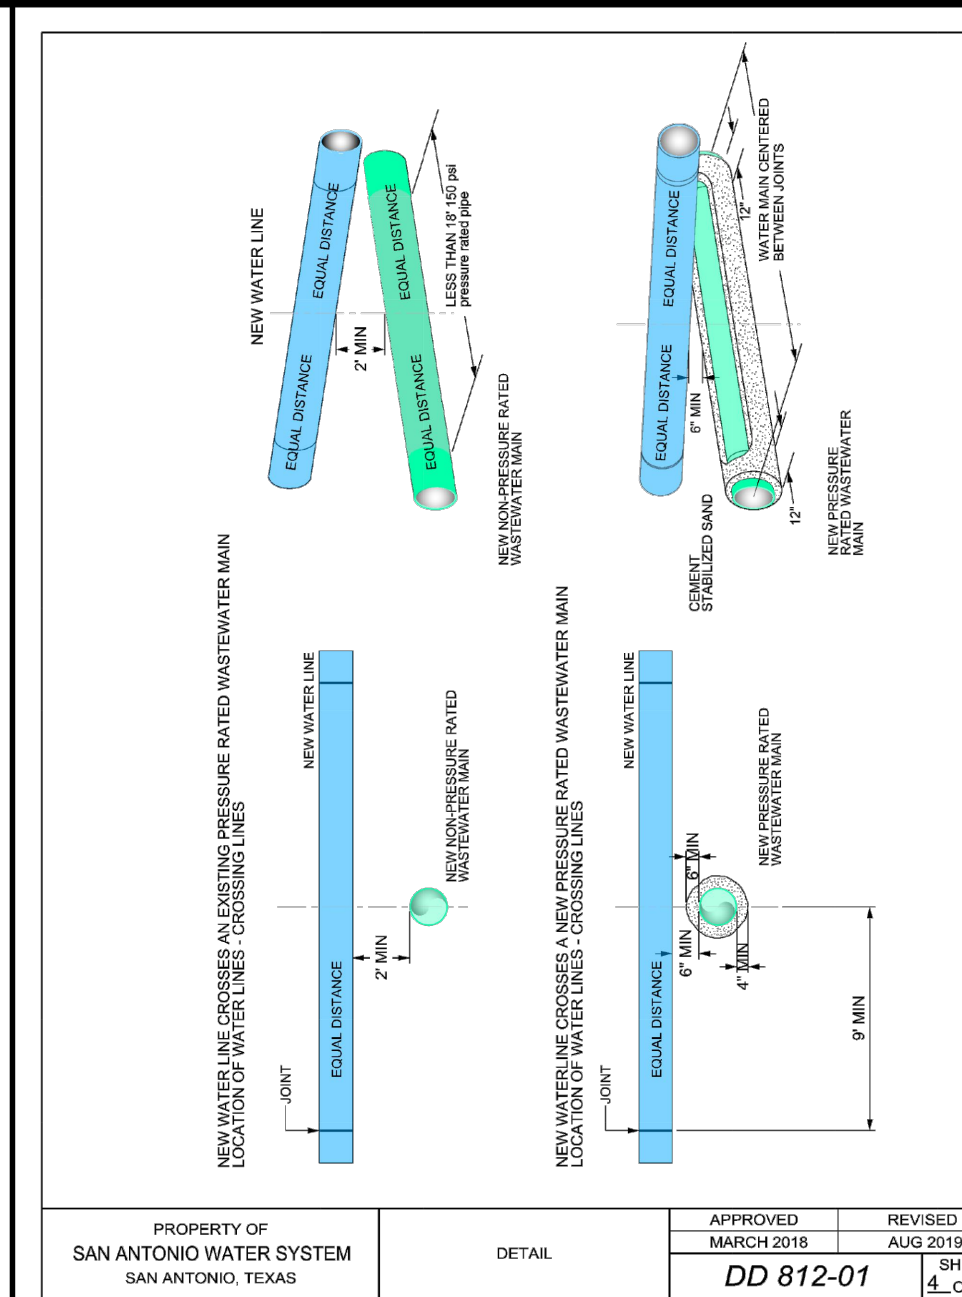 NEW WATER LINE CROSSES AN EXISTING PRESSURE RATED WASTEWATER MAIN
LOCATION OF WATER LINES - CROSSING LINES
JOINT
EQUAL DISTANCE
NEW WATER LINE
2' MIN
NEW NON-PRESSURE RATED
WASTEWATER MAIN
NEW WATER LINE
EQUAL DISTANCE
EQUAL DISTANCE
2' MIN
EQUAL DISTANCE
EQUAL DISTANCE
LESS THAN 18' 150 psi
pressure rated pipe
NEW NON-PRESSURE RATED
WASTEWATER MAIN
NEW WATERLINE CROSSES A NEW PRESSURE RATED WASTEWATER MAIN
LOCATION OF WATER LINES - CROSSING LINES
JOINT
EQUAL DISTANCE
NEW WATER LINE
6" MIN
6" MIN
4" MIN
9' MIN
NEW PRESSURE RATED
WASTEWATER MAIN
CEMENT
STABILIZED SAND
EQUAL DISTANCE
EQUAL DISTANCE
6" MIN
12"
12"
WATER MAIN CENTERED
BETWEEN JOINTS
NEW PRESSURE
RATED WASTEWATER
MAIN
PROPERTY OF
SAN ANTONIO WATER SYSTEM
SAN ANTONIO, TEXAS
DETAIL
APPROVED
MARCH 2018
REVISED
AUG 2019
DD 812-01
SH
4